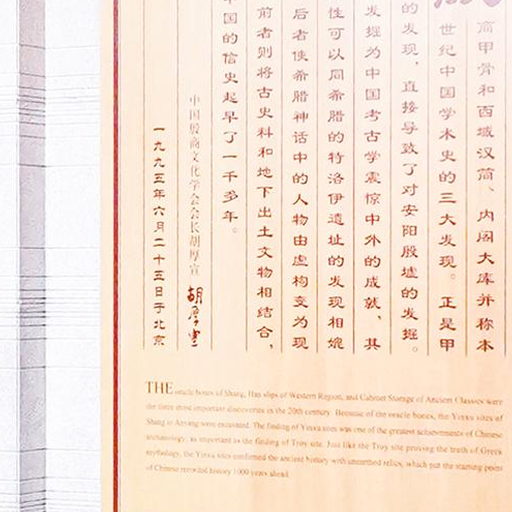 商甲骨和西域汉简、内阁大库并称本
世纪中国学术史的三大发现。正是甲
的发现，直接导致了对安阳殷墟的发掘。
发掘为中国考古学震惊中外的成就，其
性可以同希腊的特洛伊遗址的发现相媲
后者使希腊神话中的人物由虚构变为现
前者则将古史料和地下出土文物相结合，
中国的信史起早了一千多年。
中国殷商文化学会会长胡厚宣 胡厚宣
一九九五年六月二十五日于北京
THE oracle bones of Shang, Han slips of Western Region, and Cabinet Storage of Ancient Classics were
the three most important discoveries in the 20th century. Because of the oracle bones, the Yinxu sites of
Shang in Anyang were excavated. The finding of Yinxu sites was one of the greatest achievements of Chinese
archaeology, as important as the finding of Troy site. Just like the Troy site proving the truth of Greek
mythology, the Yinxu sites confirmed the ancient history with unearthed relics, which put the starting point
of Chinese recorded history 1000 years ahead.